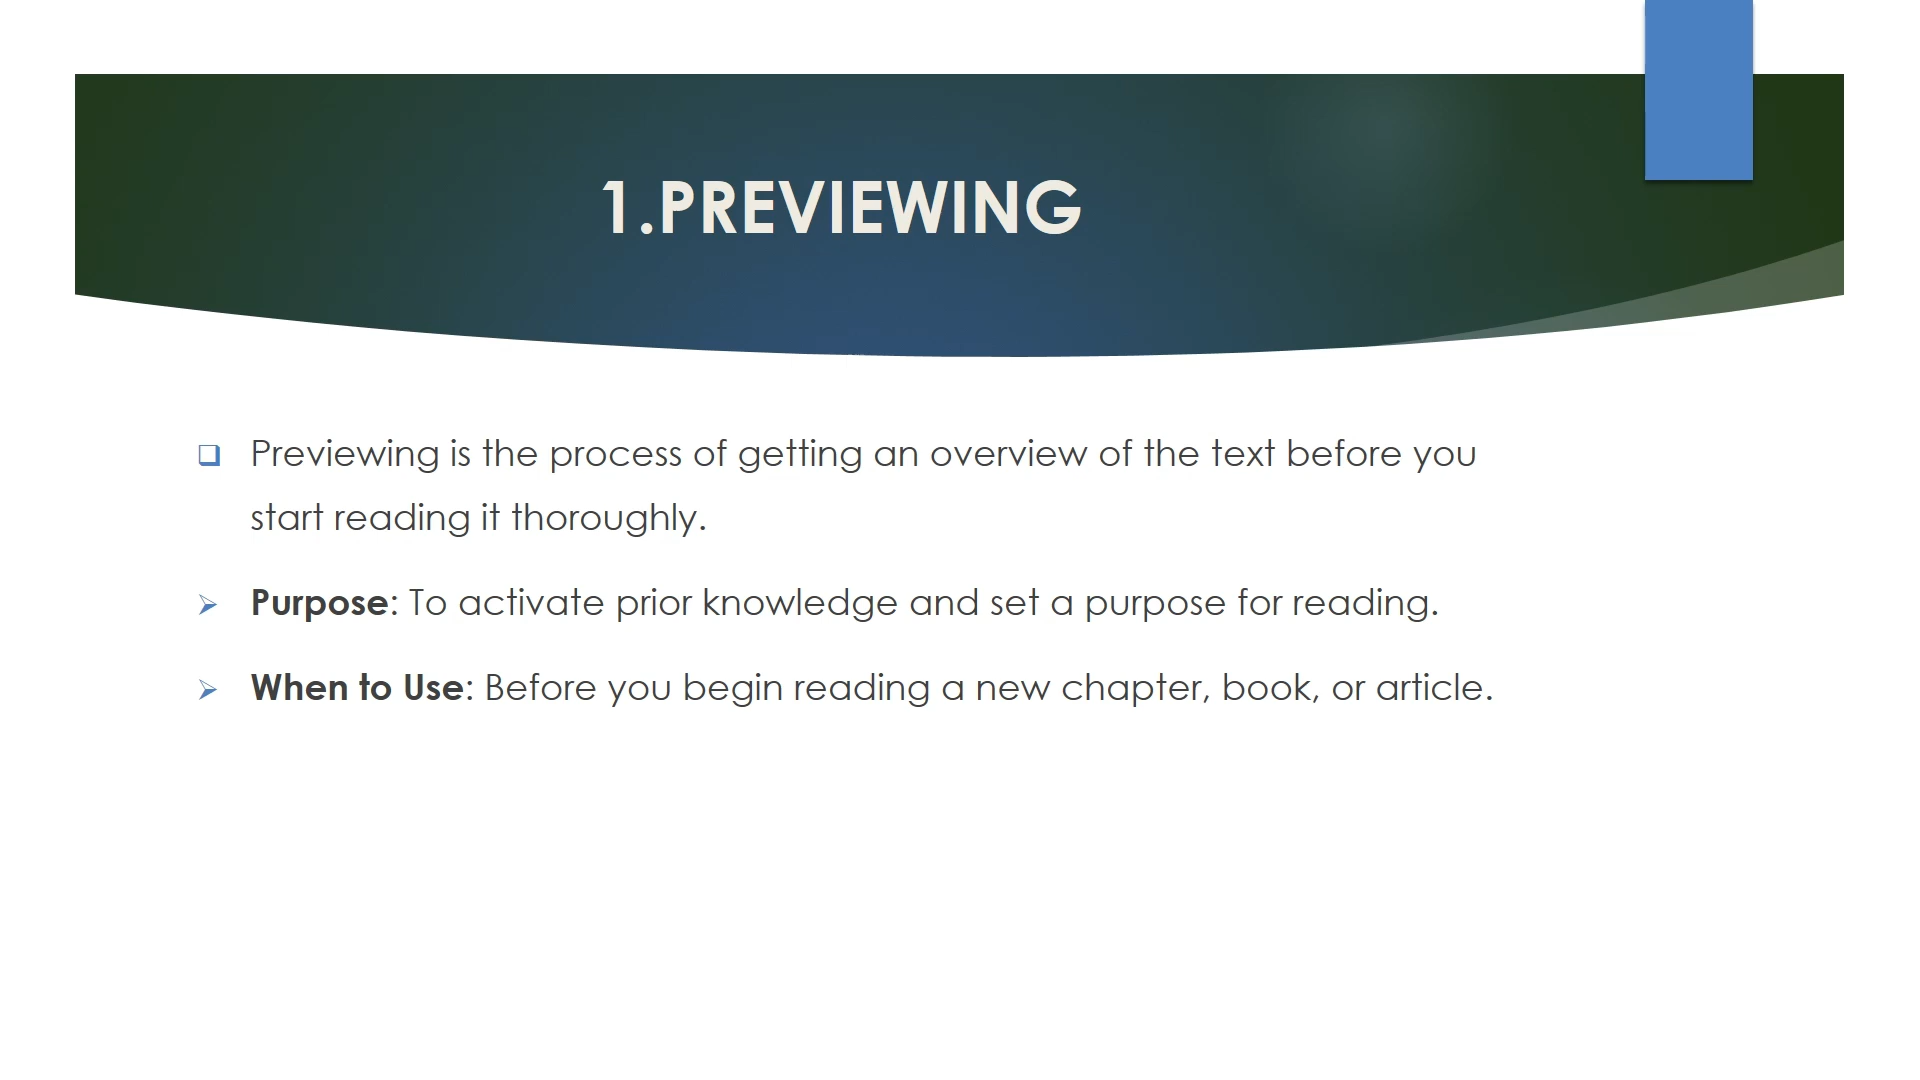 1.PREVIEWING
Previewing is the process of getting an overview of the text before you
start reading it thoroughly.
Purpose: To activate prior knowledge and set a purpose for reading.
When to Use: Before you begin reading a new chapter, book, or article.